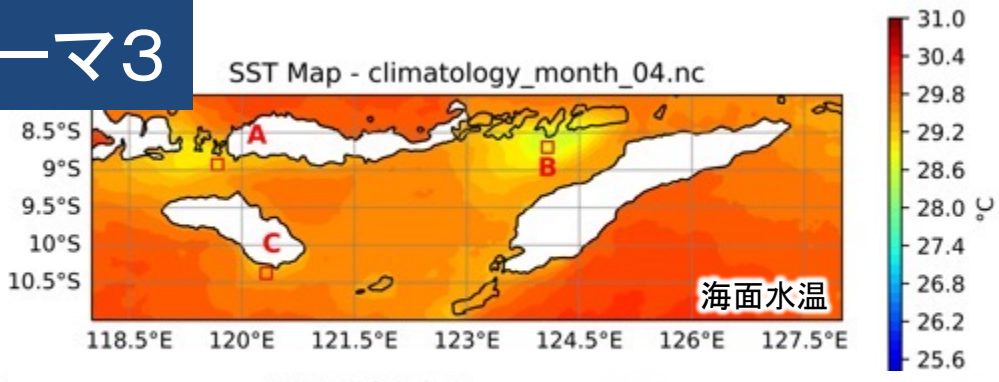 ーマ3
SST Map - climatology_month_04.nc
8.5°S
9°S
9.5°S
10°S
10.5°S
A
B
C
海面水温
118.5°E 120°E 121.5°E 123°E 124.5°E 126°E 127.5°E
31.0
30.4
29.8
29.2
28.6
28.0
27.4
26.8
26.2
25.6
°C